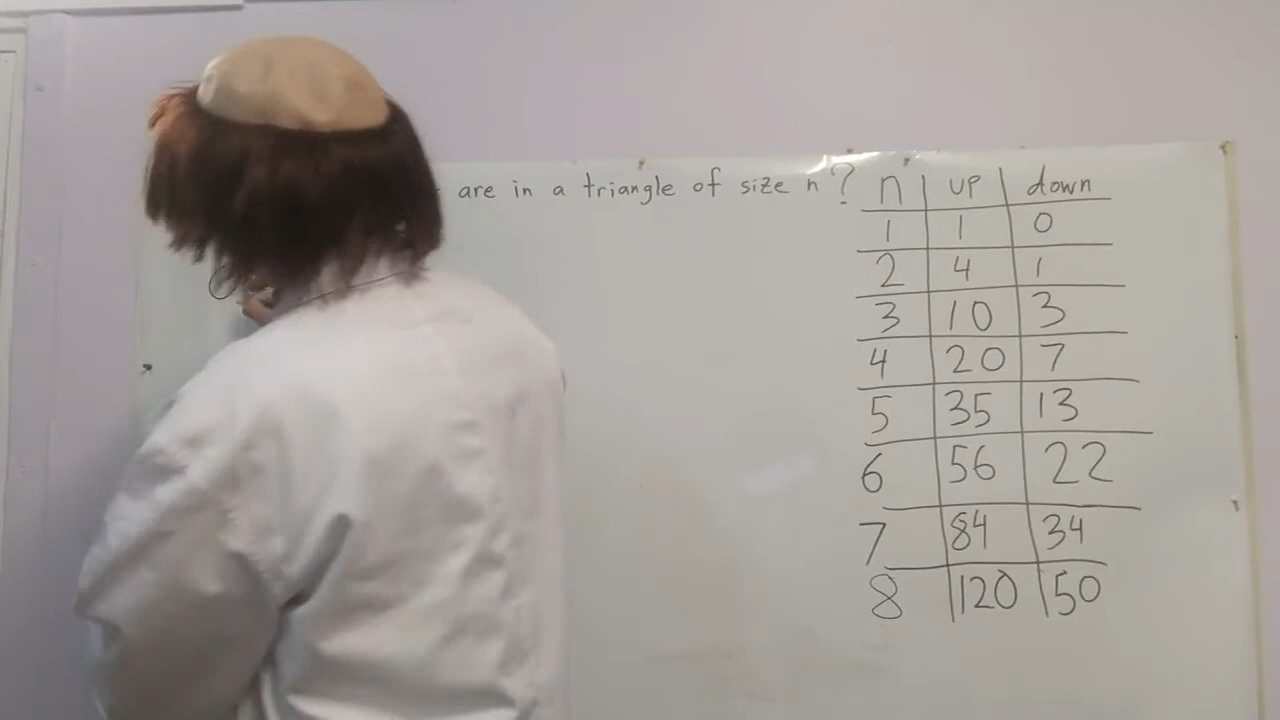 are in a triangle of size n?
n up down
1 1 0
2 4 1
3 10 3
4 20 7
5 35 13
6 56 22
7 84 34
8 120 50